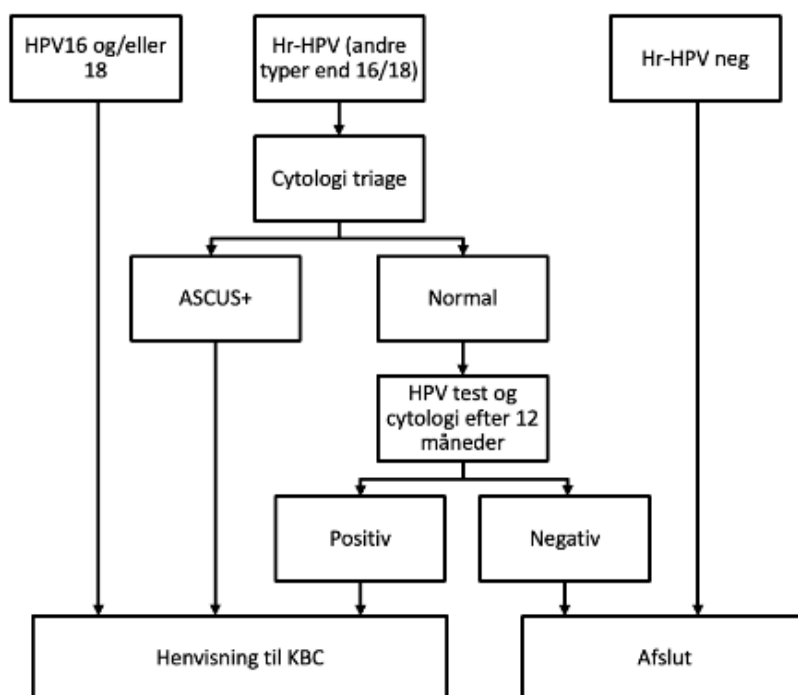 HPV16 og/eller
18
Hr-HPV (andre
typer end 16/18)
Hr-HPV neg
Cytologi triage
ASCUS+
Normal
HPV test og
cytologi efter 12
måneder
Positiv
Negativ
Henvisning til KBC
Afslut